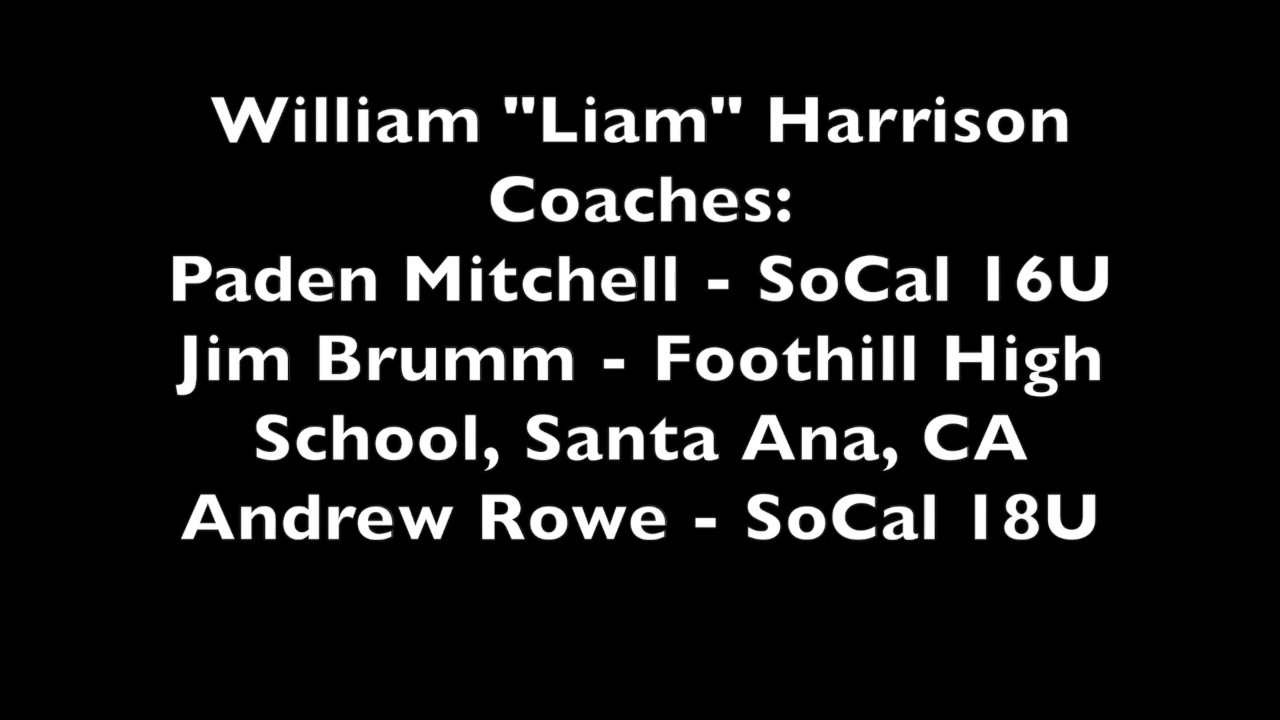 William "Liam" Harrison
Coaches:
Paden Mitchell - SoCal 16U
Jim Brumm - Foothill High
School, Santa Ana, CA
Andrew Rowe - SoCal 18U